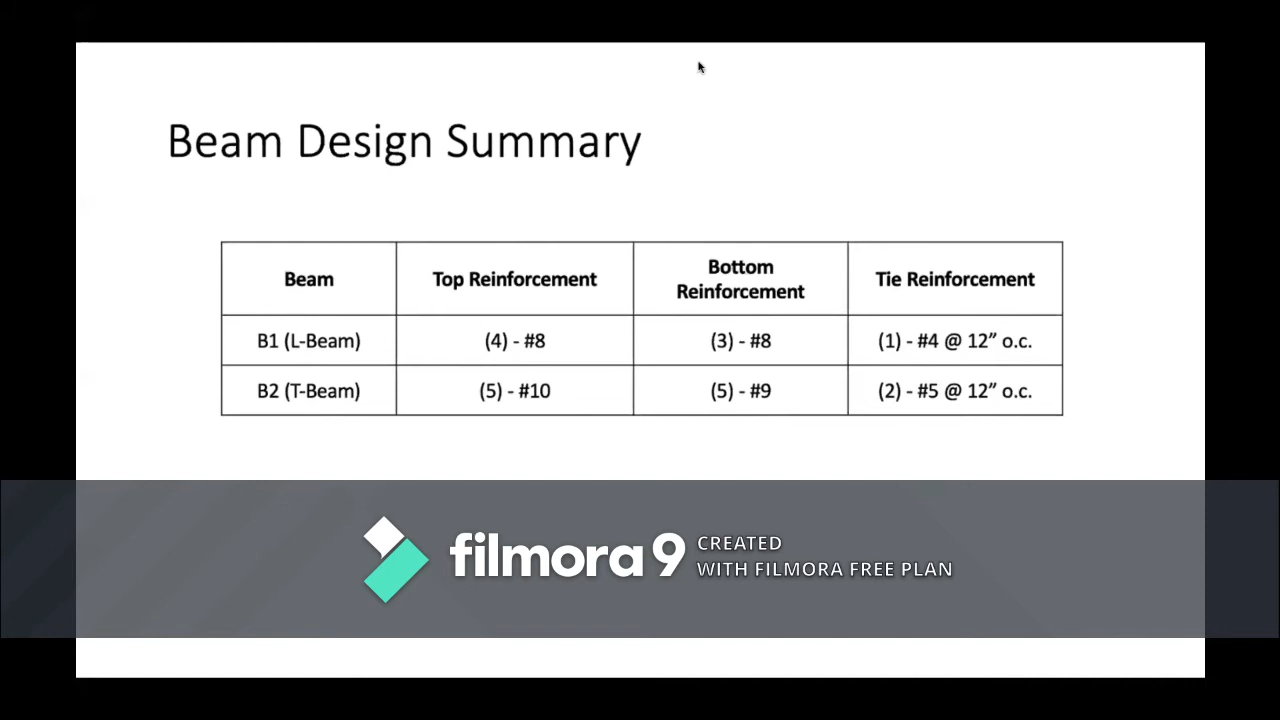 Beam Design Summary
Beam Top Reinforcement Bottom Reinforcement Tie Reinforcement
B1 (L-Beam) (4) - #8 (3) - #8 (1) - #4 @ 12” o.c.
B2 (T-Beam) (5) - #10 (5) - #9 (2) - #5 @ 12” o.c.
filmora 9
CREATED
WITH FILMORA FREE PLAN